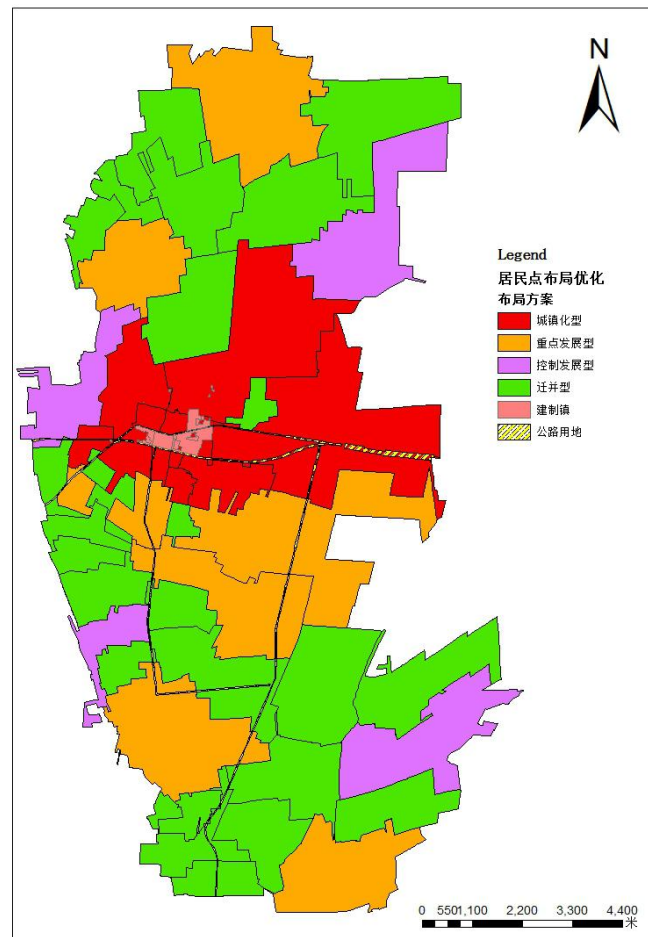 N
Legend
居民点布局优化
布局方案
城镇化型
重点发展型
控制发展型
迁并型
建制镇
公路用地
0 5501,100 2,200 3,300 4,400
米